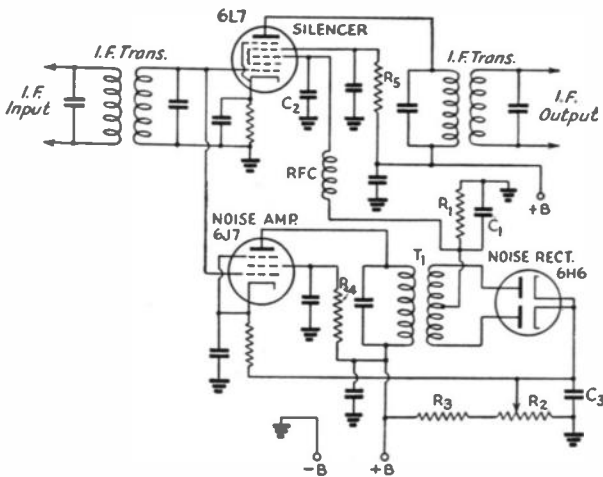 6L7
SILENCER
I.F. Trans.
I.F. Trans.
I.F.
Input
C2
R5
I.F.
Output
RFC
+B
R1
C1
NOISE AMP.
6J7
T1
NOISE RECT.
6H6
R4
R3
R2
C3
-B
+B